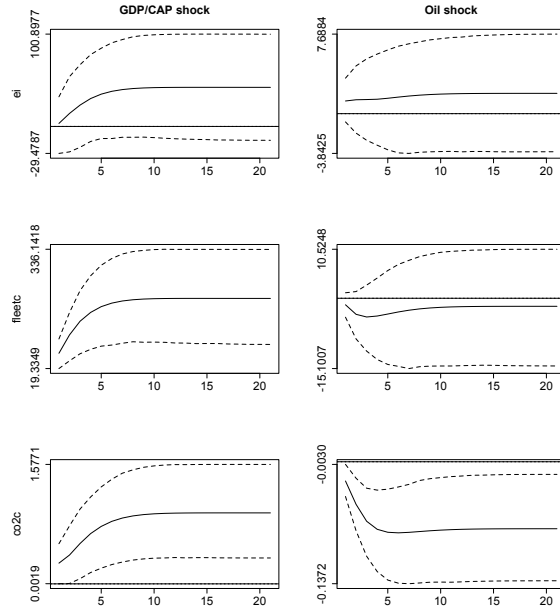 GDP/CAP shock
Oil shock
ei
100.8977
-29.4787
5 10 15 20
7.6884
-3.8425
5 10 15 20
fleetc
336.1418
19.3349
5 10 15 20
10.5248
-15.1007
5 10 15 20
co2c
1.5771
0.0019
5 10 15 20
-0.0030
-0.1372
5 10 15 20